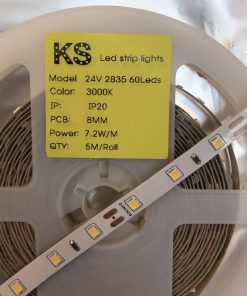 KS Led strip lights
Model: 24V 2835 60Leds
Color: 3000K
IP: IP20
PCB: 8MM
Power: 7.2W/M
QTY: 5M/Roll